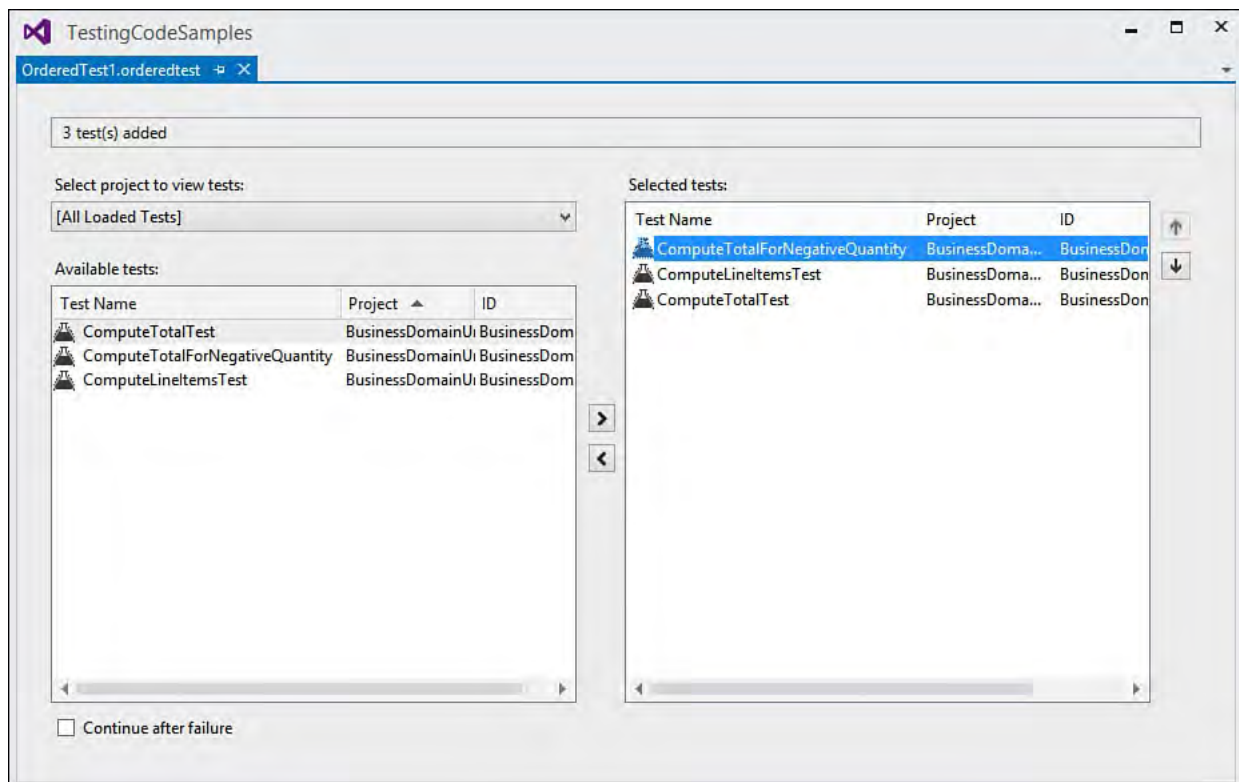 TestingCodeSamples
OrderedTest1.orderedtest
3 test(s) added
Select project to view tests:
[All Loaded Tests]
Available tests:
Test Name Project ID
ComputeTotalTest BusinessDomainU BusinessDom
ComputeTotalForNegativeQuantity BusinessDomainU BusinessDom
ComputeLineItemsTest BusinessDomainU BusinessDom
Continue after failure
Selected tests:
Test Name Project ID
ComputeTotalForNegativeQuantity BusinessDoma... BusinessDon
ComputeLineItemsTest BusinessDoma... BusinessDon
ComputeTotalTest BusinessDoma... BusinessDon